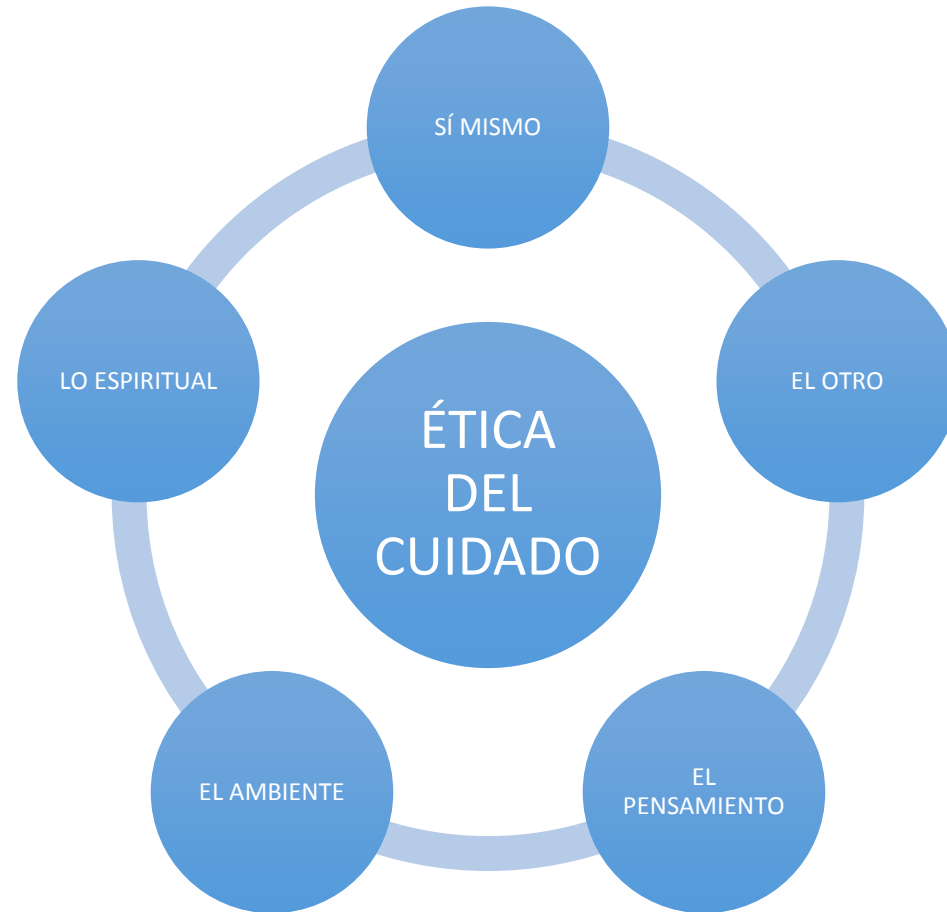 SÍ MISMO
EL OTRO
LO ESPIRITUAL
ÉTICA
DEL
CUIDADO
EL
PENSAMIENTO
EL AMBIENTE